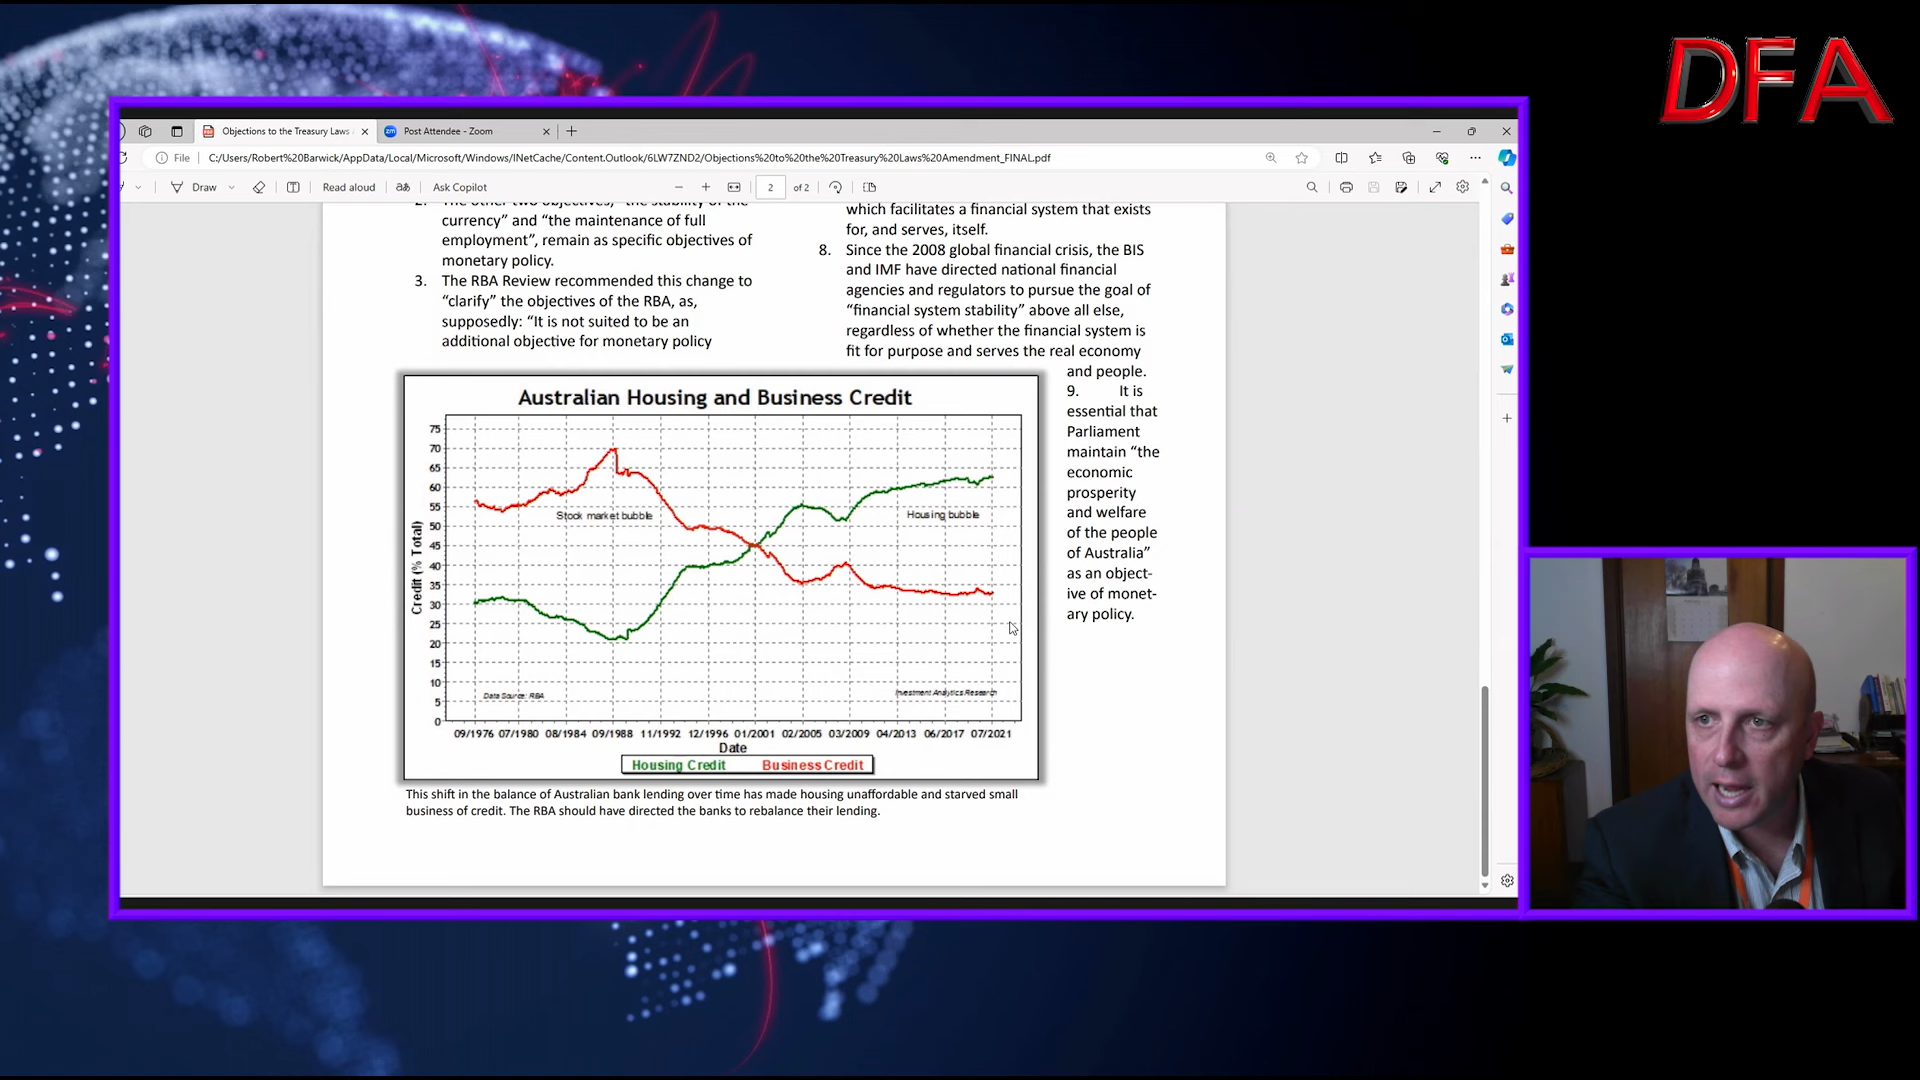 DFA
Objections to the Treasury Laws
Post Attendee - Zoom
File
C:/Users/Robert%20Barwick/AppData/Local/Microsoft/Windows/INetCache/Content.Outlook/6LW7ZND2/Objections%20to%20the%20Treasury%20Laws%20Amendment_FINAL.pdf
Draw
Read aloud
Ask Copilot
2
of 2
2. The other two objectives, "the stability of the
currency" and "the maintenance of full
employment", remain as specific objectives of
monetary policy.
3. The RBA Review recommended this change to
"clarify" the objectives of the RBA, as,
supposedly: "It is not suited to be an
additional objective for monetary policy
which facilitates a financial system that exists
for, and serves, itself.
8. Since the 2008 global financial crisis, the BIS
and IMF have directed national financial
agencies and regulators to pursue the goal of
"financial system stability" above all else,
regardless of whether the financial system is
fit for purpose and serves the real economy
and people.
9. It is
essential that
Parliament
maintain "the
economic
prosperity
and welfare
of the people
of Australia"
as an object-
ive of monet-
ary policy.
Australian Housing and Business Credit
Credit (% Total)
75
70
65
60
55
50
45
40
35
30
25
20
15
10
5
0
Stock market bubble
Housing bubble
Data Source: RBA
Investment Analytics Research
09/1976 07/1980 08/1984 09/1988 11/1992 12/1996 01/2001 02/2005 03/2009 04/2013 06/2017 07/2021
Date
Housing Credit Business Credit
This shift in the balance of Australian bank lending over time has made housing unaffordable and starved small
business of credit. The RBA should have directed the banks to rebalance their lending.